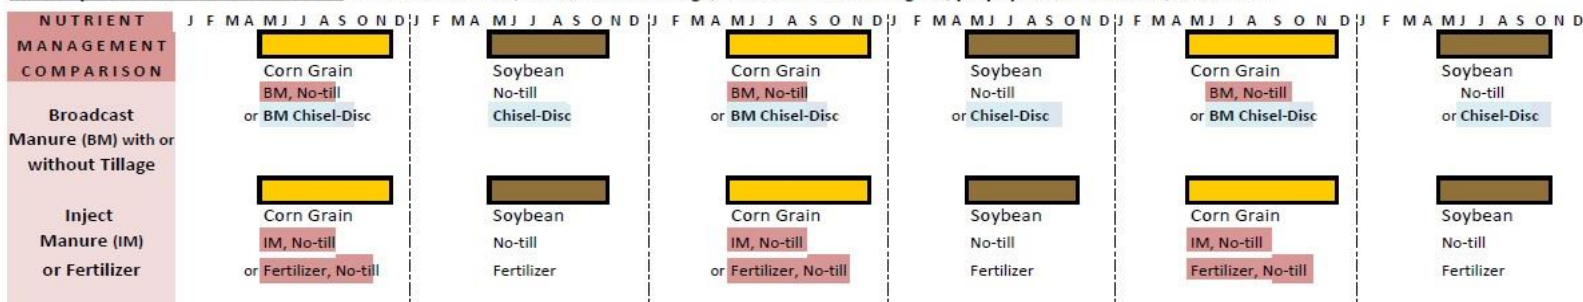 NUTRIENT J F M A M J J A S O N D J F M A M J J A S O N D J F M A M J J A S O N D J F M A M J J A S O N D J F M A M J J A S O N D J F M A M J J A S O N D
MANAGEMENT
COMPARISON Corn Grain Soybean Corn Grain Soybean Corn Grain Soybean
BM, No-till No-till BM, No-till No-till BM, No-till No-till
Broadcast or BM Chisel-Disc Chisel-Disc or BM Chisel-Disc or Chisel-Disc or BM Chisel-Disc or Chisel-Disc
Manure (BM) with or
without Tillage
Inject Corn Grain Soybean Corn Grain Soybean Corn Grain Soybean
Manure (IM) IM, No-till No-till IM, No-till No-till IM, No-till No-till
or Fertilizer or Fertilizer, No-till Fertilizer or Fertilizer, No-till Fertilizer Fertilizer, No-till Fertilizer